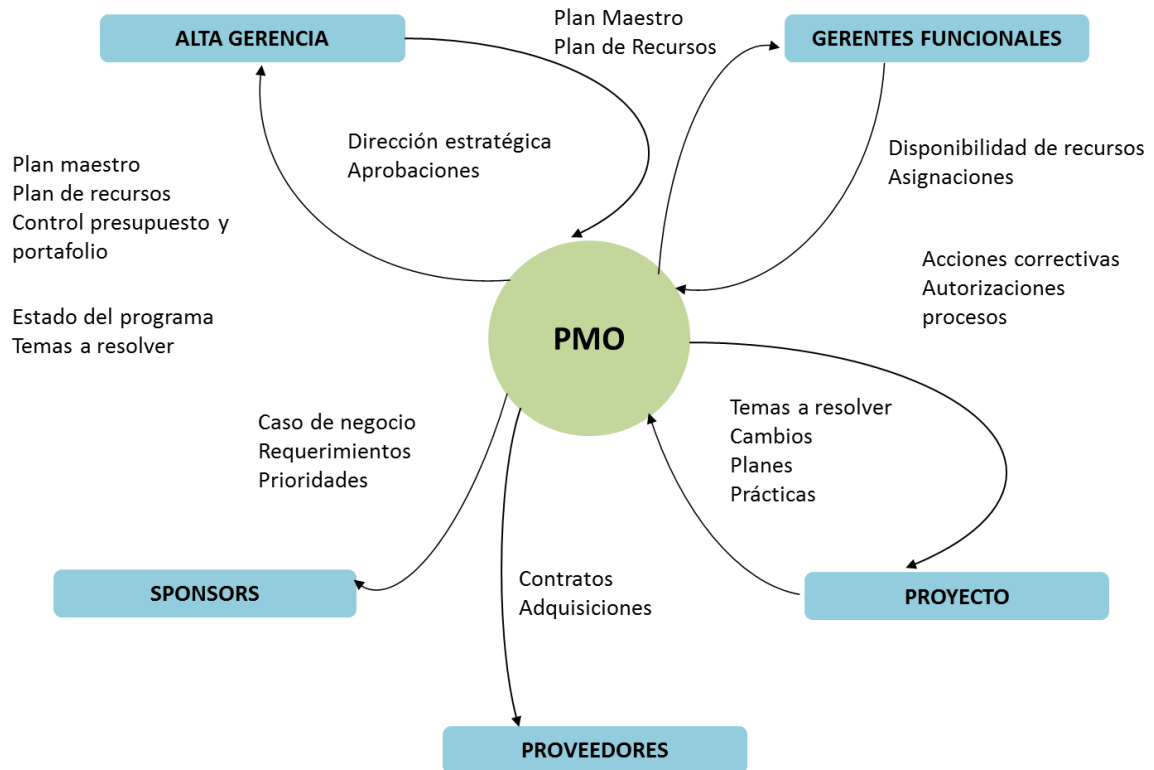 ALTA GERENCIA
Plan Maestro
Plan de Recursos
GERENTES FUNCIONALES
Dirección estratégica
Aprobaciones
Disponibilidad de recursos
Asignaciones
Plan maestro
Plan de recursos
Control presupuesto y
portafolio
Estado del programa
Temas a resolver
Acciones correctivas
Autorizaciones
procesos
PMO
Caso de negocio
Requerimientos
Prioridades
Temas a resolver
Cambios
Planes
Prácticas
SPONSORS
Contratos
Adquisiciones
PROYECTO
PROVEEDORES